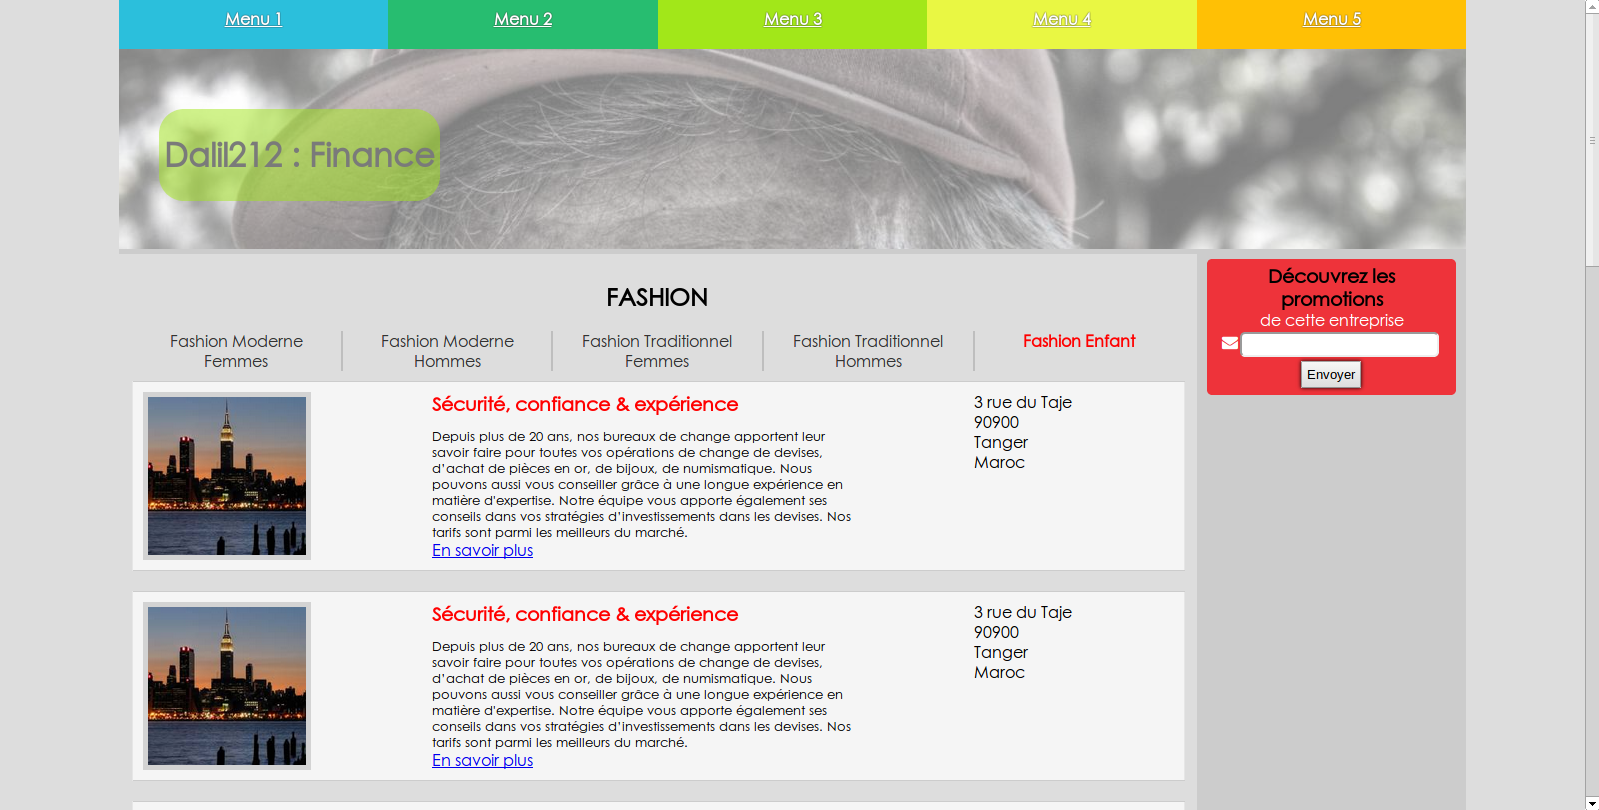 Menu 1
Menu 2
Menu 3
Menu 4
Menu 5
Dalil212 : Finance
FASHION
Fashion Moderne
Femmes
Fashion Moderne
Hommes
Fashion Traditionnel
Femmes
Fashion Traditionnel
Hommes
Fashion Enfant
Découvrez les
promotions
de cette entreprise
Envoyer
Sécurité, confiance & expérience
Depuis plus de 20 ans, nos bureaux de change apportent leur
savoir faire pour toutes vos opérations de change de devises,
d’achat de pièces en or, de bijoux, de numismatique. Nous
pouvons aussi vous conseiller grâce à une longue expérience en
matière d'expertise. Notre équipe vous apporte également ses
conseils dans vos stratégies d’investissements dans les devises. Nos
tarifs sont parmi les meilleurs du marché.
En savoir plus
3 rue du Taje
90900
Tanger
Maroc
Sécurité, confiance & expérience
Depuis plus de 20 ans, nos bureaux de change apportent leur
savoir faire pour toutes vos opérations de change de devises,
d’achat de pièces en or, de bijoux, de numismatique. Nous
pouvons aussi vous conseiller grâce à une longue expérience en
matière d'expertise. Notre équipe vous apporte également ses
conseils dans vos stratégies d’investissements dans les devises. Nos
tarifs sont parmi les meilleurs du marché.
En savoir plus
3 rue du Taje
90900
Tanger
Maroc